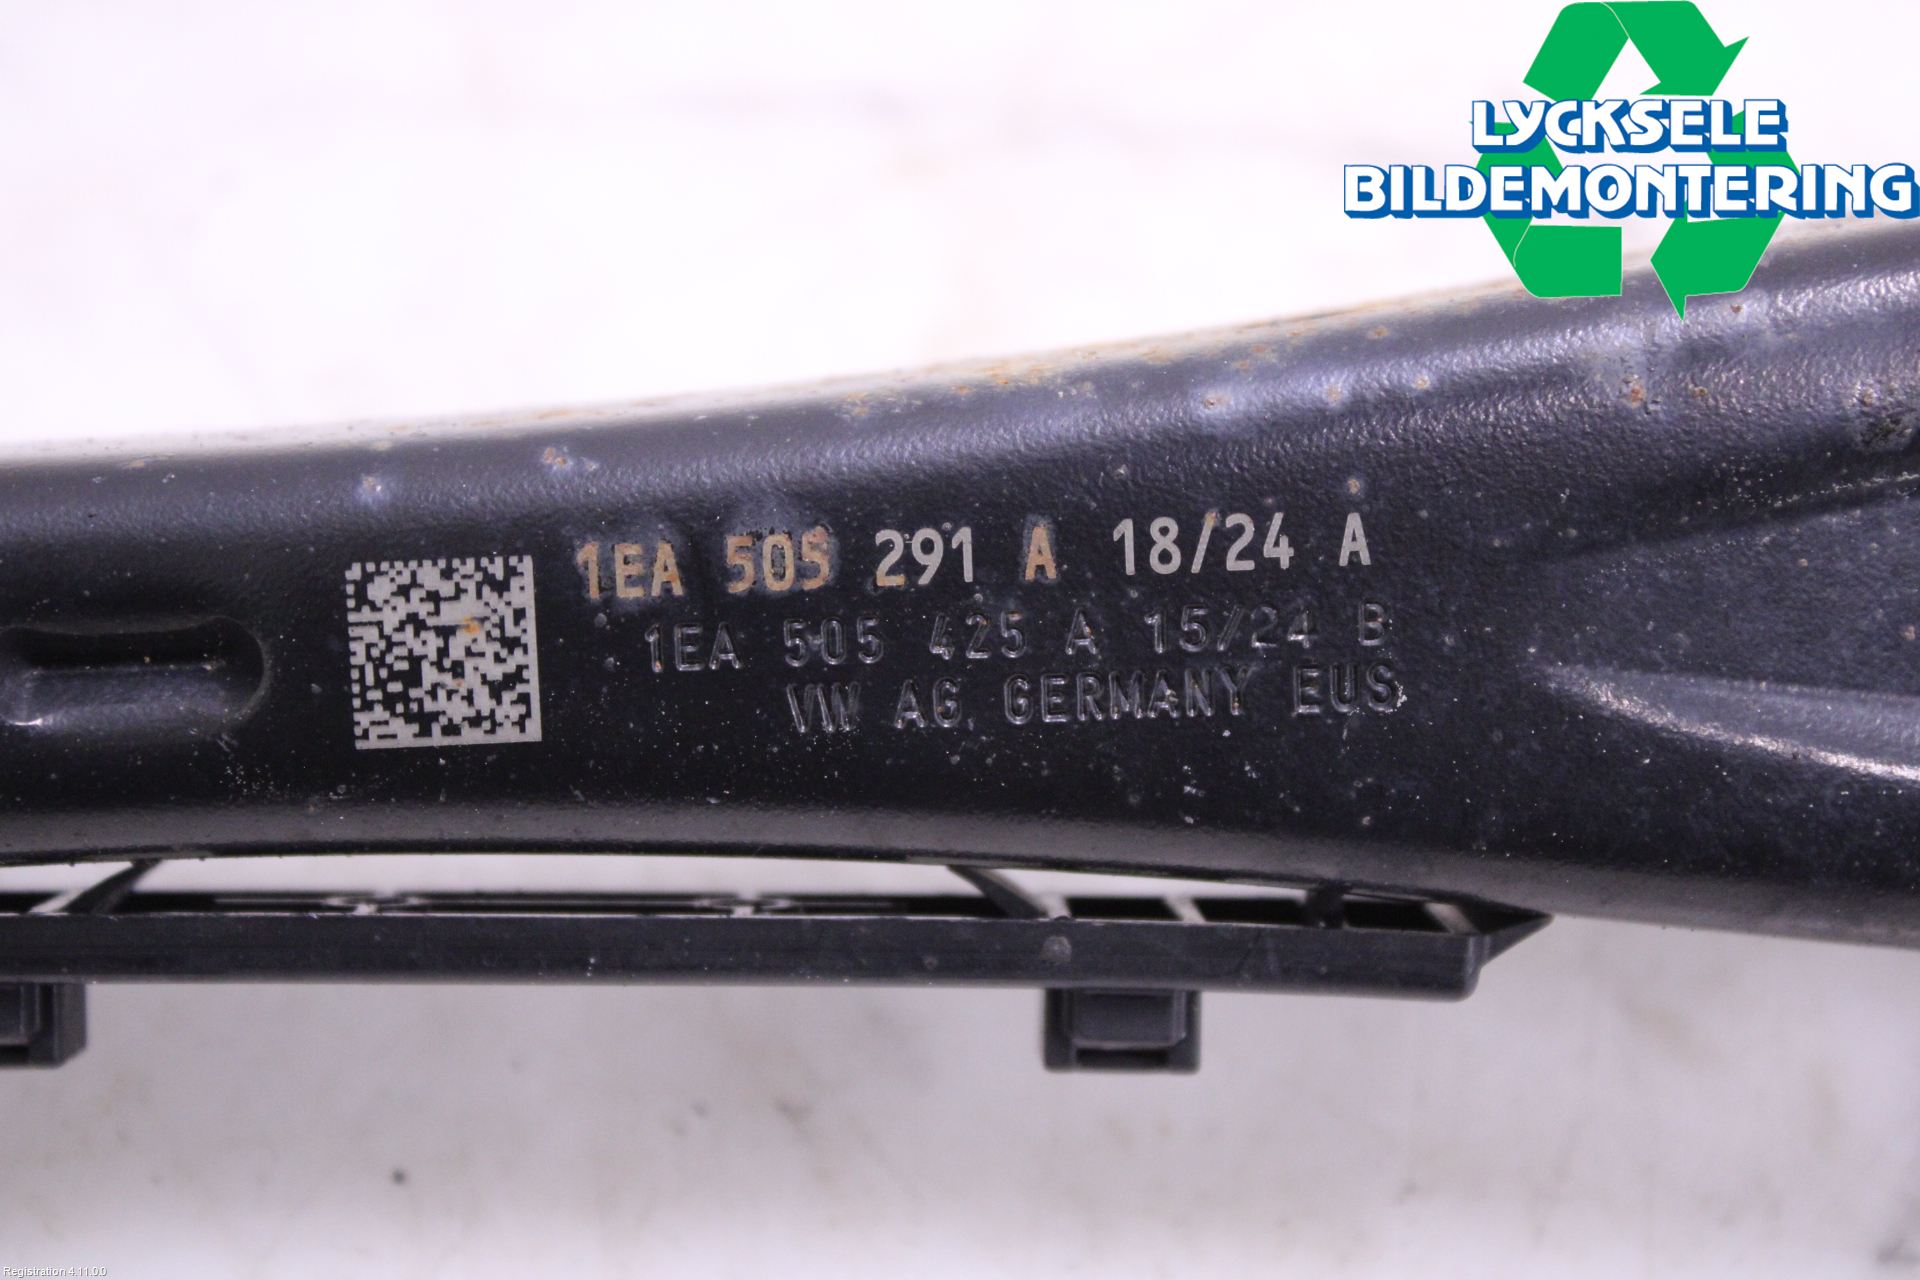 LYCKSELE
BILDEMONTERING
1EA 505 291 A 18/24 A
1EA 505 425 A 15/24 B
VW AG GERMANY EUS
Registration 4.11.0.0